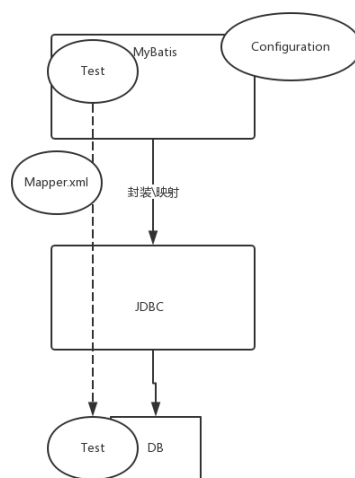 Configuration
MyBatis
Test
Mapper.xml
封装\映射
JDBC
Test
DB